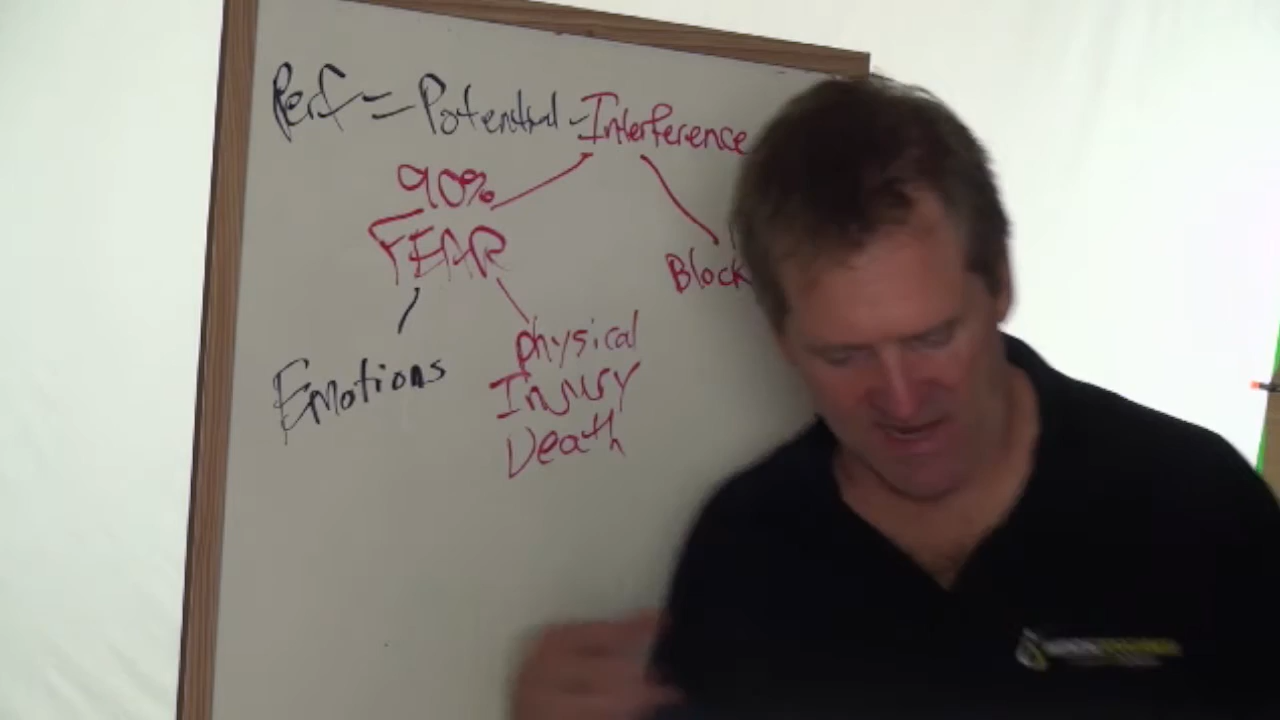 Perf = Potential - Interference
90%
FEAR
Block
Emotions
physical
Injury
Death